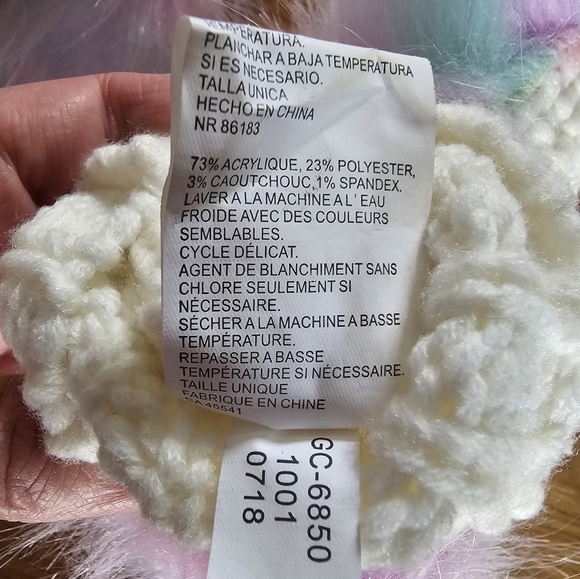 TEMPERATURA.
PLANCHAR A BAJA TEMPERATURA
SI ES NECESARIO.
TALLA UNICA
HECHO EN CHINA
NR 86183
73% ACRYLIQUE, 23% POLYESTER,
3% CAOUTCHOUC, 1% SPANDEX.
LAVER A LA MACHINE A L' EAU
FROIDE AVEC DES COULEURS
SEMBLABLES.
CYCLE DÉLICAT.
AGENT DE BLANCHIMENT SANS
CHLORE SEULEMENT SI
NÉCESSAIRE.
SÉCHER A LA MACHINE A BASSE
TEMPÉRATURE.
REPASSER A BASSE
TEMPÉRATURE SI NÉCESSAIRE.
TAILLE UNIQUE
FABRIQUE EN CHINE
CA 45541
GC-6850
1001
0718